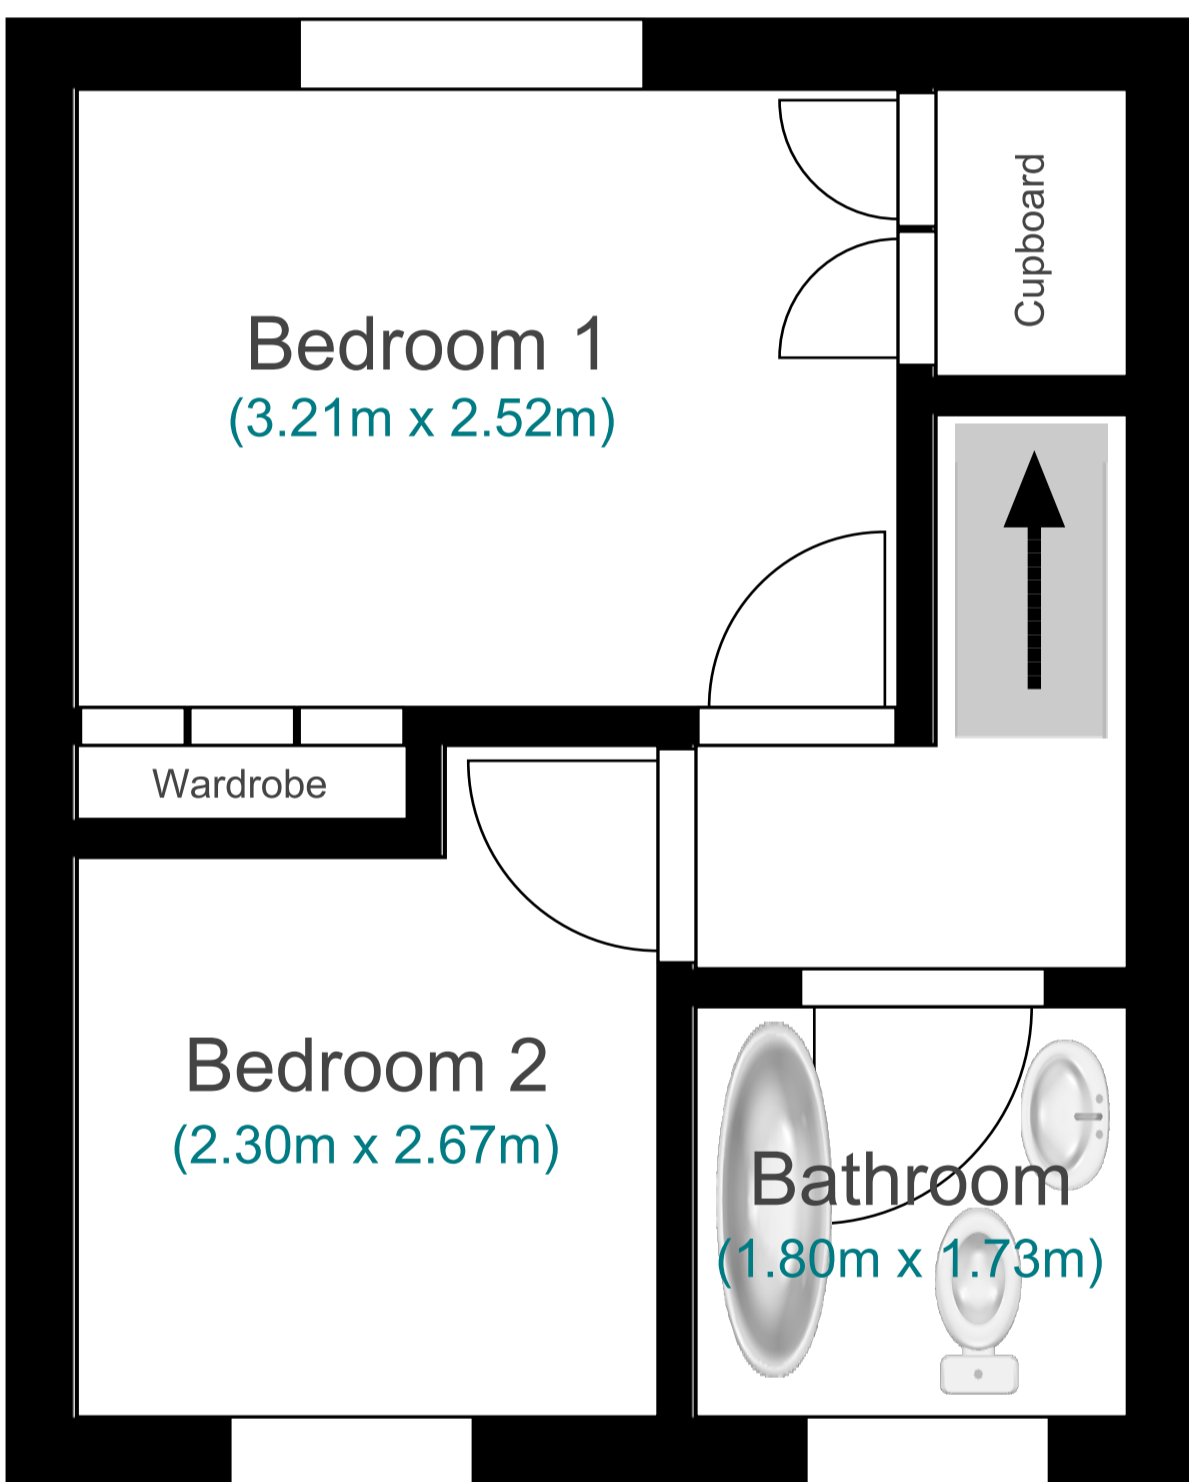 Cupboard
Bedroom 1
(3.21m x 2.52m)
Wardrobe
Bedroom 2
(2.30m x 2.67m)
Bathroom
(1.80m x 1.73m)